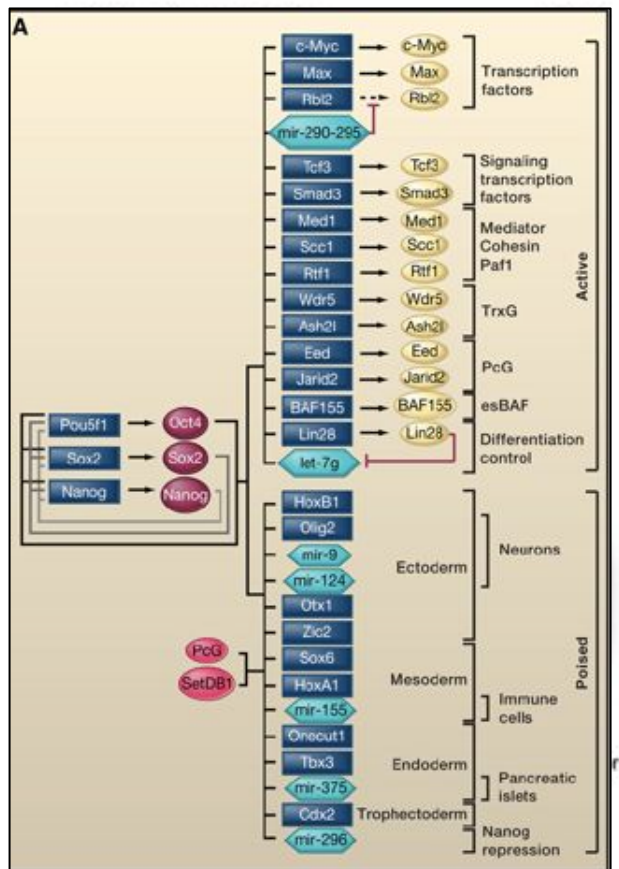 A
c-Myc c-Myc
Max Max
Rbl2 Rbl2
Transcription
factors
mir-290-295
Tcf3 Tcf3
Smad3 Smad3
Signaling
transcription
factors
Med1 Med1
Scc1 Scc1
Rtf1 Rtf1
Mediator
Cohesin
Paf1
Wdr5 Wdr5
Ash2l Ash2l
TrxG
Eed Eed
Jarid2 Jarid2
PcG
BAF155 BAF155 esBAF
Lin28 Lin28
let-7g
Differentiation
control
Active
Pou5f1 Oct4
Sox2 Sox2
Nanog Nanog
HoxB1
Olig2
mir-9
mir-124
Otx1
Zic2
Ectoderm
Neurons
PcG
SetDB1
Sox6
HoxA1
mir-155
Mesoderm
Immune
cells
Onecut1
Tbx3
mir-375
Endoderm
Pancreatic
islets
Cdx2 Trophectoderm
mir-296
Nanog
repression
Poised
r